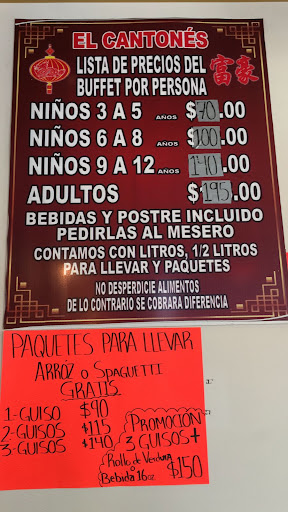 EL CANTONÉS
LISTA DE PRECIOS DEL
BUFFET POR PERSONA
富豪
NIÑOS 3 A 5 AÑOS $70.00
NIÑOS 6 A 8 AÑOS $100.00
NIÑOS 9 A 12 AÑOS $140.00
ADULTOS $195.00
BEBIDAS Y POSTRE INCLUIDO
PEDIRLAS AL MESERO
CONTAMOS CON LITROS, 1/2 LITROS
PARA LLEVAR Y PAQUETES
NO DESPERDICIE ALIMENTOS
DE LO CONTRARIO SE COBRARA DIFERENCIA
PAQUETES PARA LLEVAR
ARROZ o SPAGUETTI
GRATIS
1-GUISO $90
2-GUISOS $115
3-GUISOS $140
PROMOCIÓN
3 GUISOS +
Rollo de Verdura
o
Bebida 16oz. $150